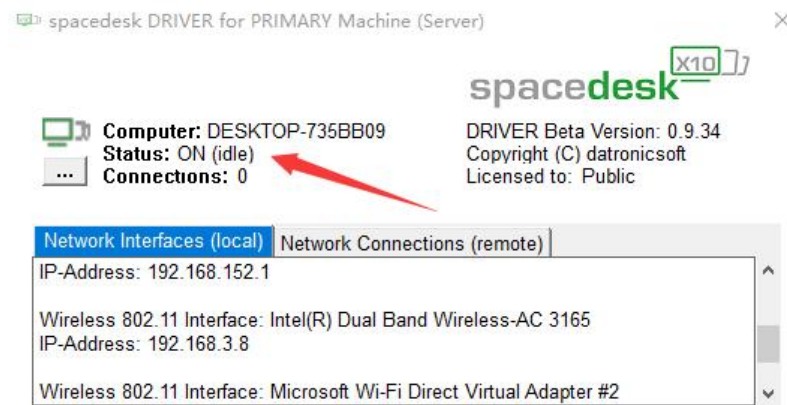 spacedesk DRIVER for PRIMARY Machine (Server)
spacedesk X10
Computer: DESKTOP-735BB09
Status: ON (idle)
... Connections: 0
DRIVER Beta Version: 0.9.34
Copyright (C) datronicsoft
Licensed to: Public
Network Interfaces (local) Network Connections (remote)
IP-Address: 192.168.152.1
Wireless 802.11 Interface: Intel(R) Dual Band Wireless-AC 3165
IP-Address: 192.168.3.8
Wireless 802.11 Interface: Microsoft Wi-Fi Direct Virtual Adapter #2